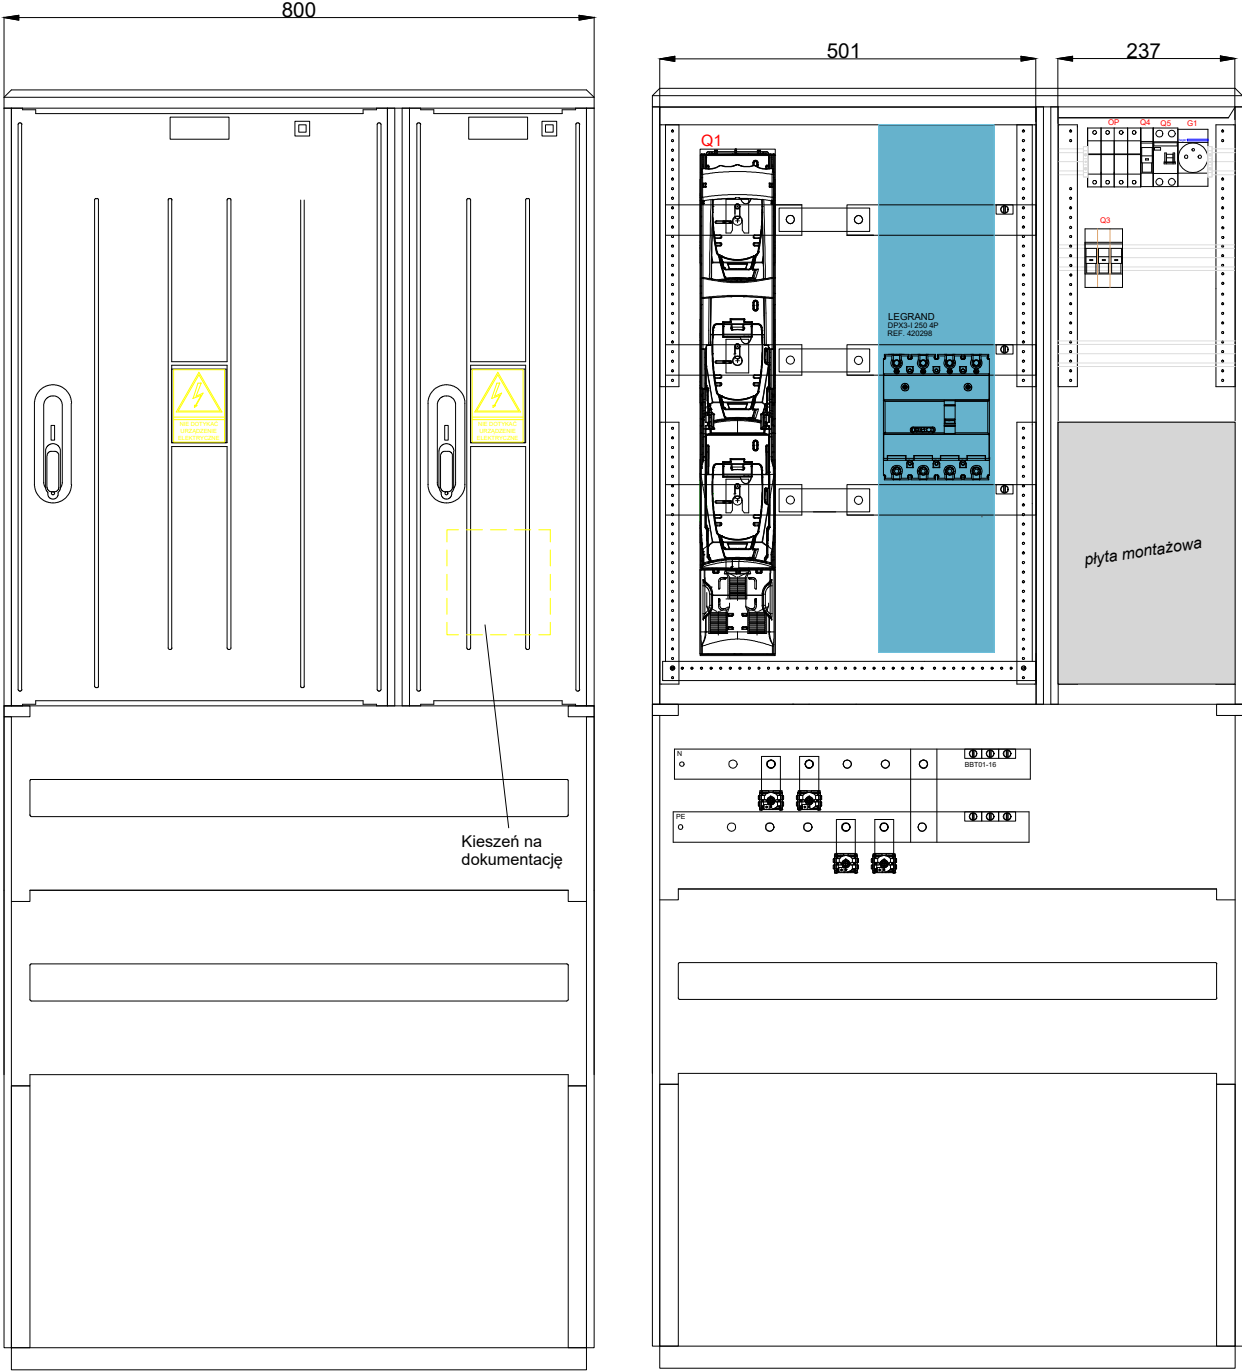 800
501
237
Q1
OP
Q4
Q5
G1
Q3
LEGRAND
DPX3-I 250 4P
REF. 420298
płyta montażowa
N
BBT01-16
PE
Kieszeń na
dokumentację